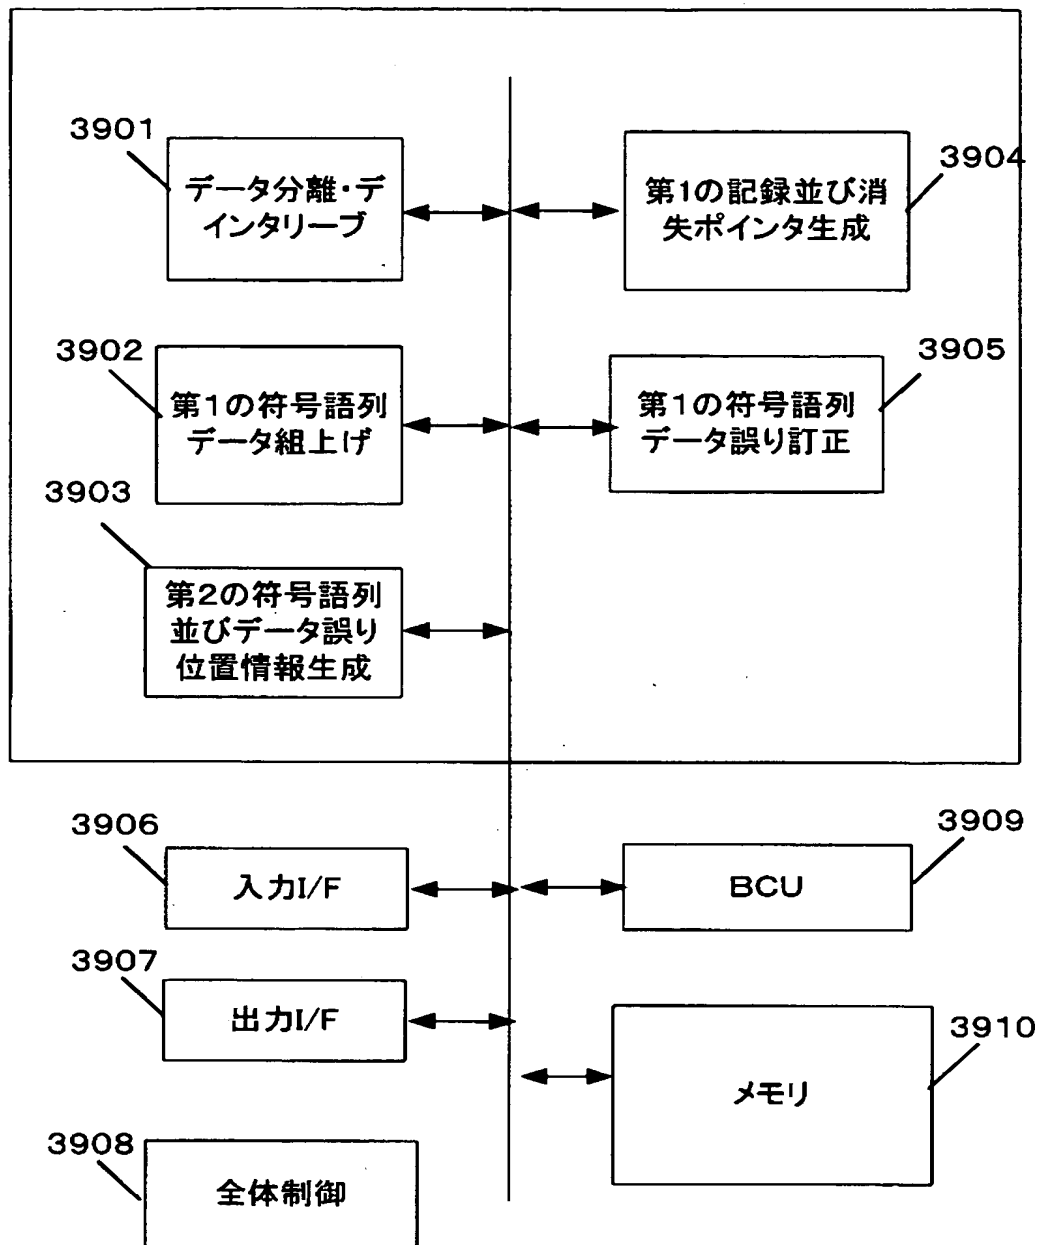 3901
データ分離・デ
インタリーブ
3904
第1の記録並び消
失ポインタ生成
3902
第1の符号語列
データ組上げ
3905
第1の符号語列
データ誤り訂正
3903
第2の符号語列
並びデータ誤り
位置情報生成
3906
入力I/F
3909
BCU
3907
出力I/F
3910
メモリ
3908
全体制御